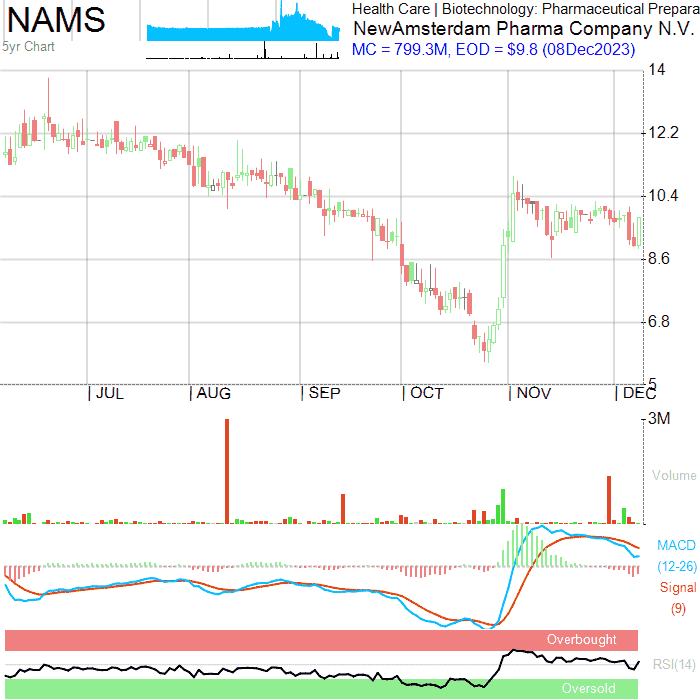 NAMS
5yr Chart
Health Care | Biotechnology: Pharmaceutical Prepara
NewAmsterdam Pharma Company N.V.
MC = 799.3M, EOD = $9.8 (08Dec2023)
14
12.2
10.4
8.6
6.8
5
JUL AUG SEP OCT NOV DEC
3M
Volume
MACD
(12-26)
Signal
(9)
Overbought
RSI(14)
Oversold